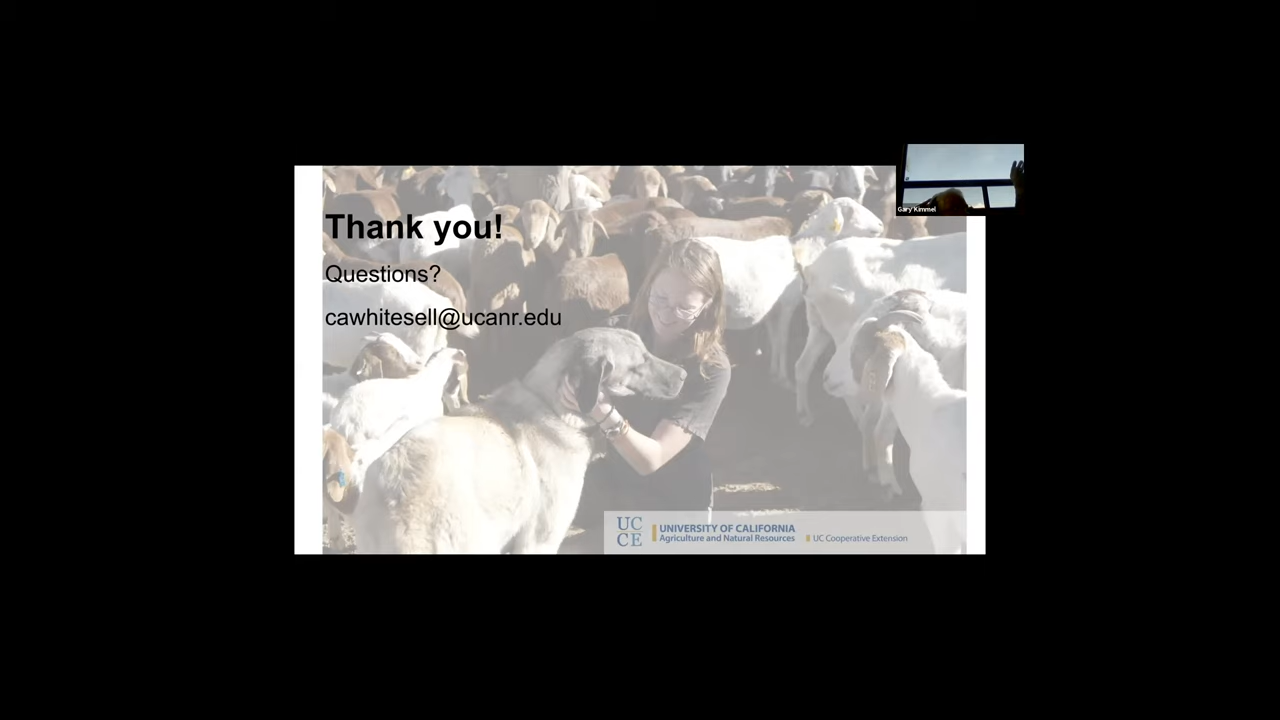 Gary Kimmel
Thank you!
Questions?
cawhitesell@ucanr.edu
UC
CE
UNIVERSITY OF CALIFORNIA
Agriculture and Natural Resources
UC Cooperative Extension